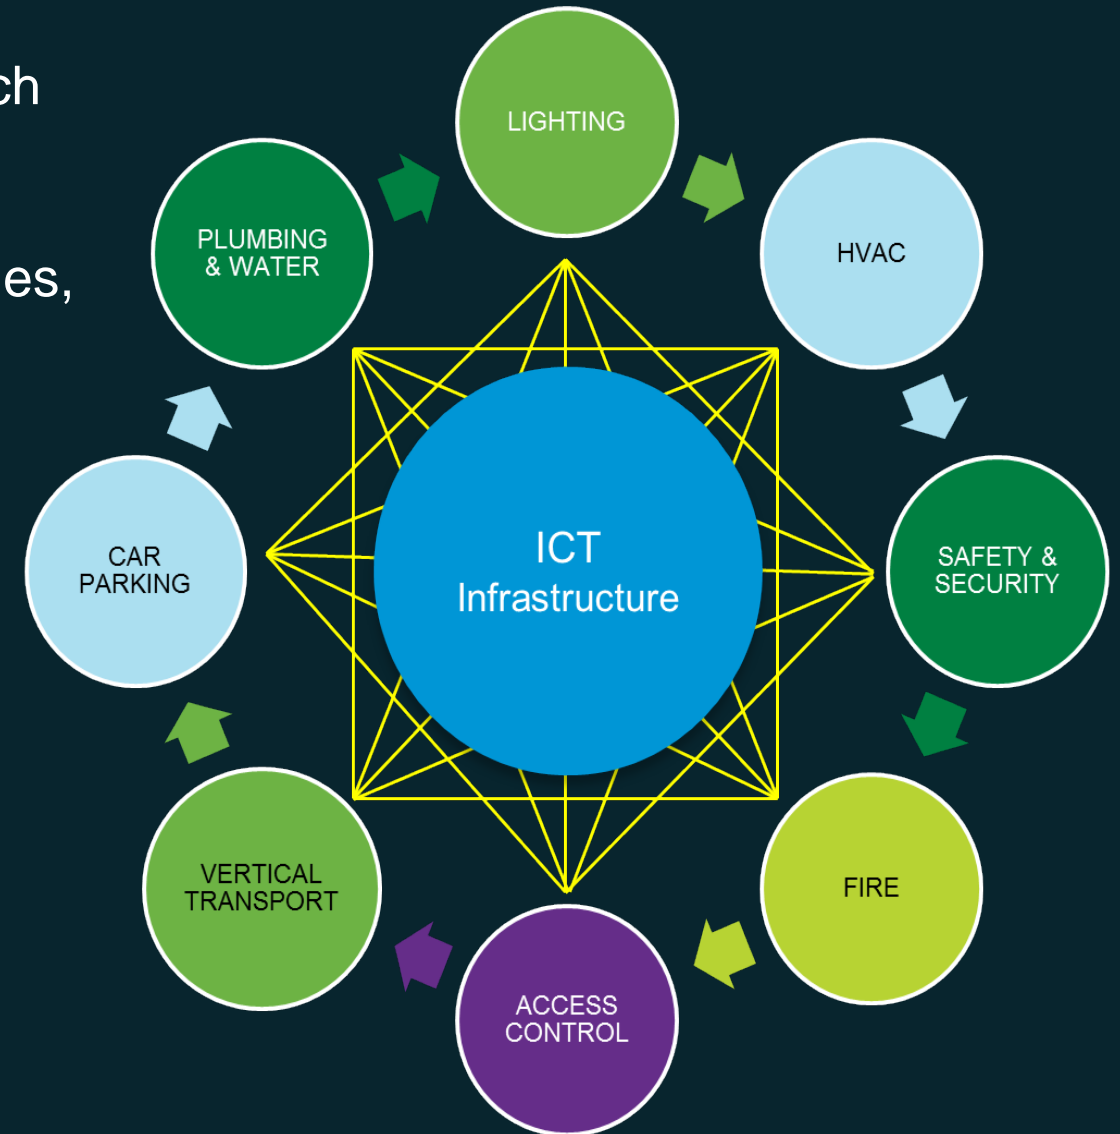 ch
es,
LIGHTING
HVAC
SAFETY &
SECURITY
FIRE
ACCESS
CONTROL
VERTICAL
TRANSPORT
CAR
PARKING
PLUMBING
& WATER
ICT
Infrastructure